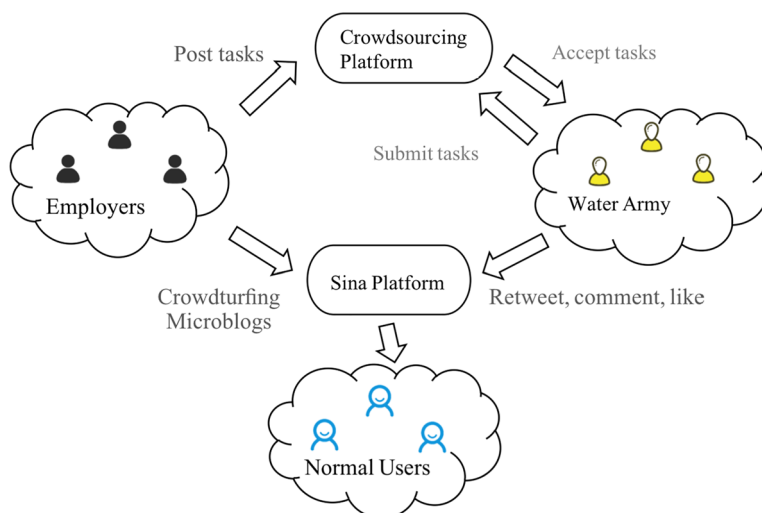 Post tasks
Crowdsourcing
Platform
Accept tasks
Submit tasks
Employers
Water Army
Sina Platform
Crowdturfing
Microblogs
Retweet, comment, like
Normal Users